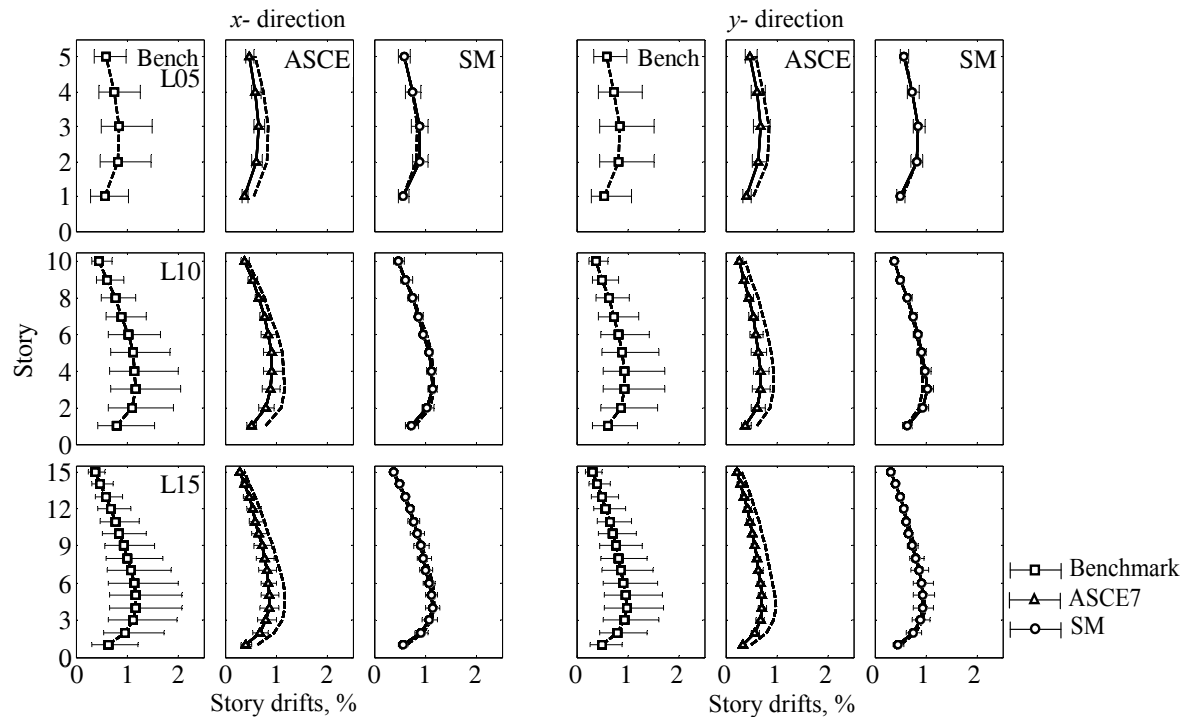 x- direction
y- direction
Bench
L05
ASCE
SM
Bench
ASCE
SM
5
4
3
2
1
0
L10
10
8
6
4
2
0
Story
L15
15
12
9
6
3
0
0 1 2
0 1 2
0 1 2
0 1 2
0 1 2
0 1 2
Story drifts, %
Story drifts, %
Benchmark
ASCE7
SM